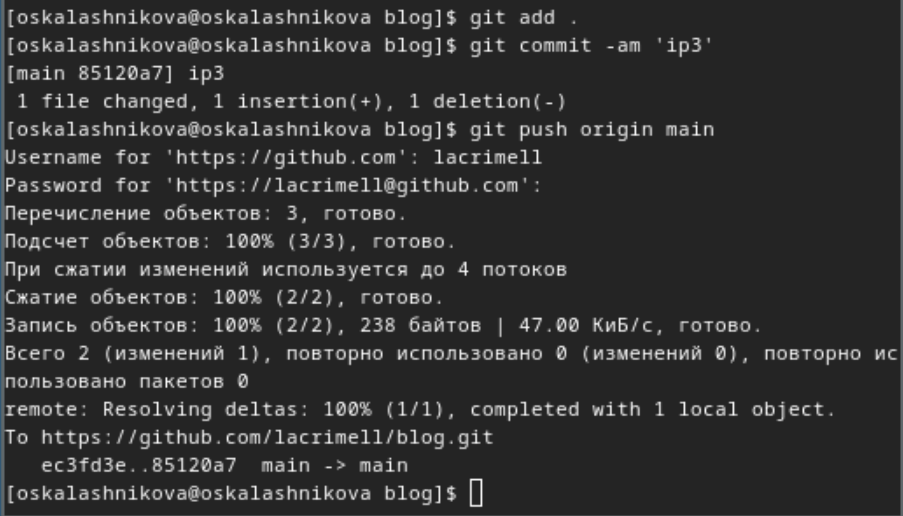 [oskalashnikova@oskalashnikova blog]$ git add .
[oskalashnikova@oskalashnikova blog]$ git commit -am 'ip3'
[main 85120a7] ip3
 1 file changed, 1 insertion(+), 1 deletion(-)
[oskalashnikova@oskalashnikova blog]$ git push origin main
Username for 'https://github.com': lacrimell
Password for 'https://lacrimell@github.com':
Перечисление объектов: 3, готово.
Подсчет объектов: 100% (3/3), готово.
При сжатии изменений используется до 4 потоков
Сжатие объектов: 100% (2/2), готово.
Запись объектов: 100% (2/2), 238 байтов | 47.00 КиБ/с, готово.
Всего 2 (изменений 1), повторно использовано 0 (изменений 0), повторно ис
пользовано пакетов 0
remote: Resolving deltas: 100% (1/1), completed with 1 local object.
To https://github.com/lacrimell/blog.git
   ec3fd3e..85120a7  main -> main
[oskalashnikova@oskalashnikova blog]$